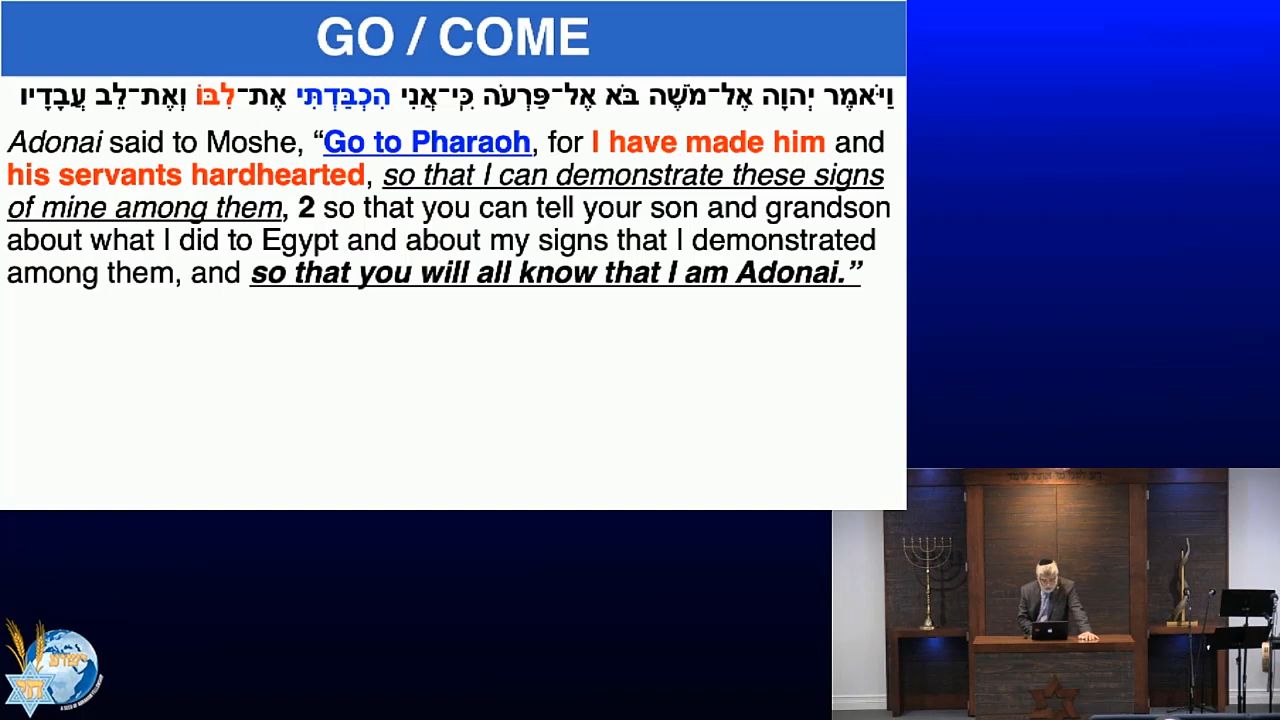 GO / COME
וַיֹּאמֶר יְהוָה אֶל־מֹשֶׁה בֹּא אֶל־פַּרְעֹה כִּי־אֲנִי הִכְבַּדְתִּי אֶת־לִבּוֹ וְאֶת־לֵב עֲבָדָיו
Adonai said to Moshe, “Go to Pharaoh, for I have made him and
his servants hardhearted, so that I can demonstrate these signs
of mine among them, 2 so that you can tell your son and grandson
about what I did to Egypt and about my signs that I demonstrated
among them, and so that you will all know that I am Adonai.”
ישוע
חי